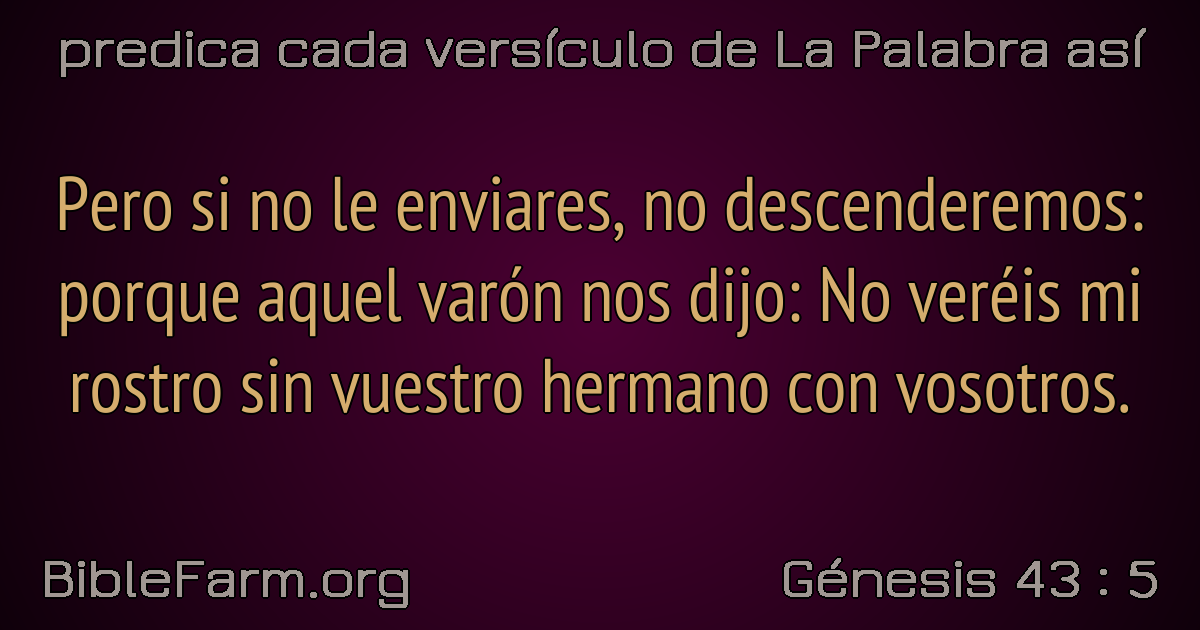 predica cada versículo de La Palabra así
Pero si no le enviares, no descenderemos:
porque aquel varón nos dijo: No veréis mi
rostro sin vuestro hermano con vosotros.
BibleFarm.org
Génesis 43 : 5